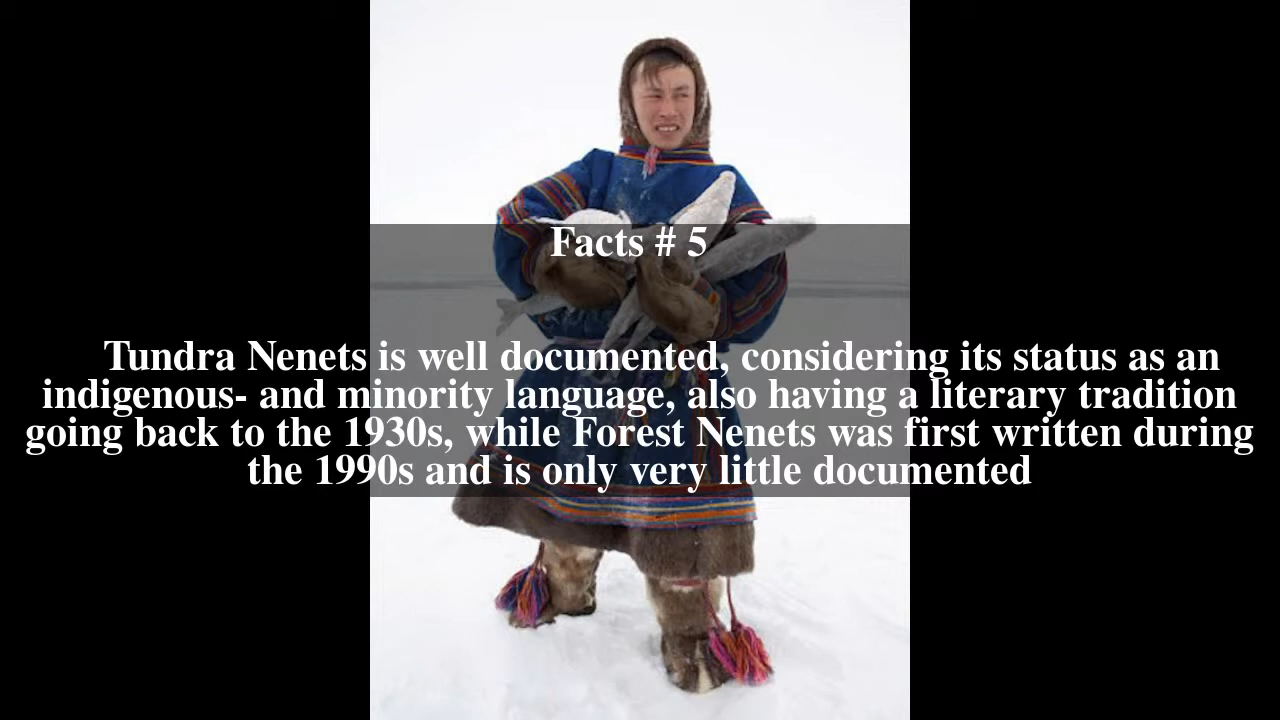 Facts # 5
Tundra Nenets is well documented, considering its status as an
indigenous- and minority language, also having a literary tradition
going back to the 1930s, while Forest Nenets was first written during
the 1990s and is only very little documented